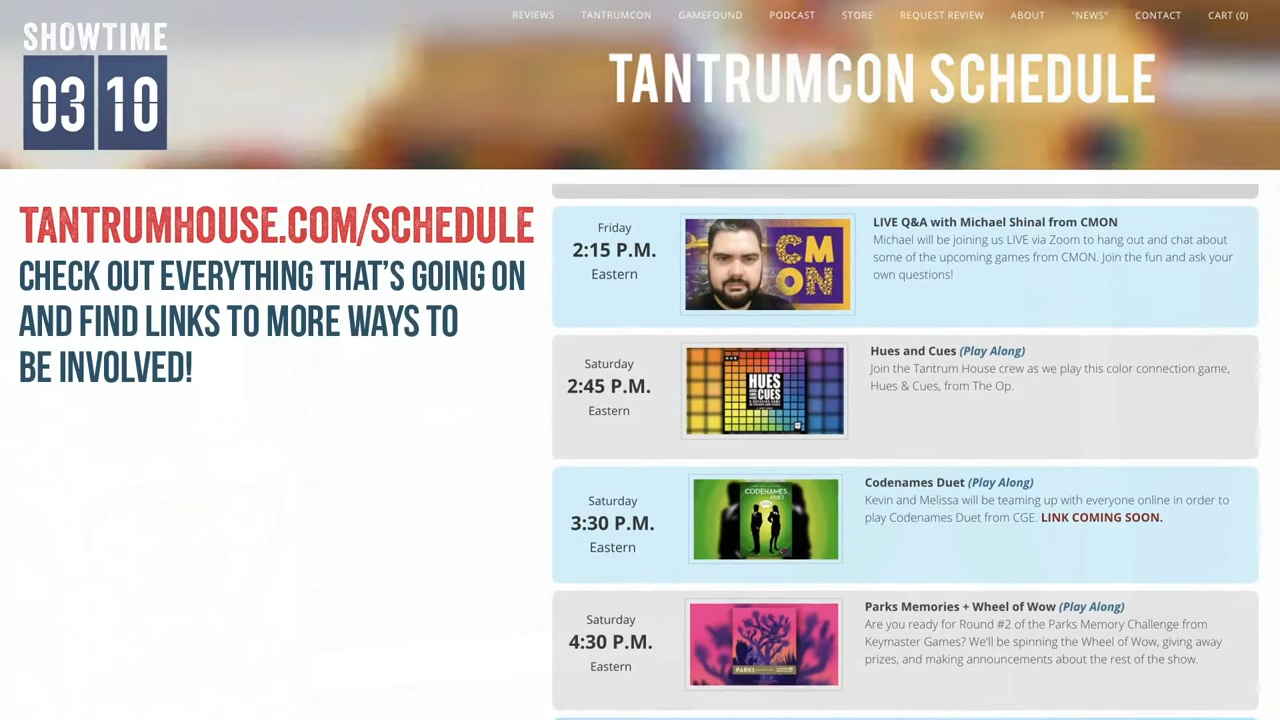 REVIEWS TANTRUMCON GAMEFOUND PODCAST STORE REQUEST REVIEW ABOUT "NEWS" CONTACT CART (0)
SHOWTIME
03 10
TANTRUMCON SCHEDULE
TANTRUMHOUSE.COM/SCHEDULE
CHECK OUT EVERYTHING THAT'S GOING ON
AND FIND LINKS TO MORE WAYS TO
BE INVOLVED!
Friday
2:15 P.M.
Eastern
CM
ON
LIVE Q&A with Michael Shinal from CMON
Michael will be joining us LIVE via Zoom to hang out and chat about
some of the upcoming games from CMON. Join the fun and ask your
own questions!
Saturday
2:45 P.M.
Eastern
HUES
AND
CUES
Hues and Cues (Play Along)
Join the Tantrum House crew as we play this color connection game,
Hues & Cues, from The Op.
Saturday
3:30 P.M.
Eastern
CODENAMES
DUET
Codenames Duet (Play Along)
Kevin and Melissa will be teaming up with everyone online in order to
play Codenames Duet from CGE. LINK COMING SOON.
Saturday
4:30 P.M.
Eastern
PARKS
Parks Memories + Wheel of Wow (Play Along)
Are you ready for Round #2 of the Parks Memory Challenge from
Keymaster Games? We'll be spinning the Wheel of Wow, giving away
prizes, and making announcements about the rest of the show.